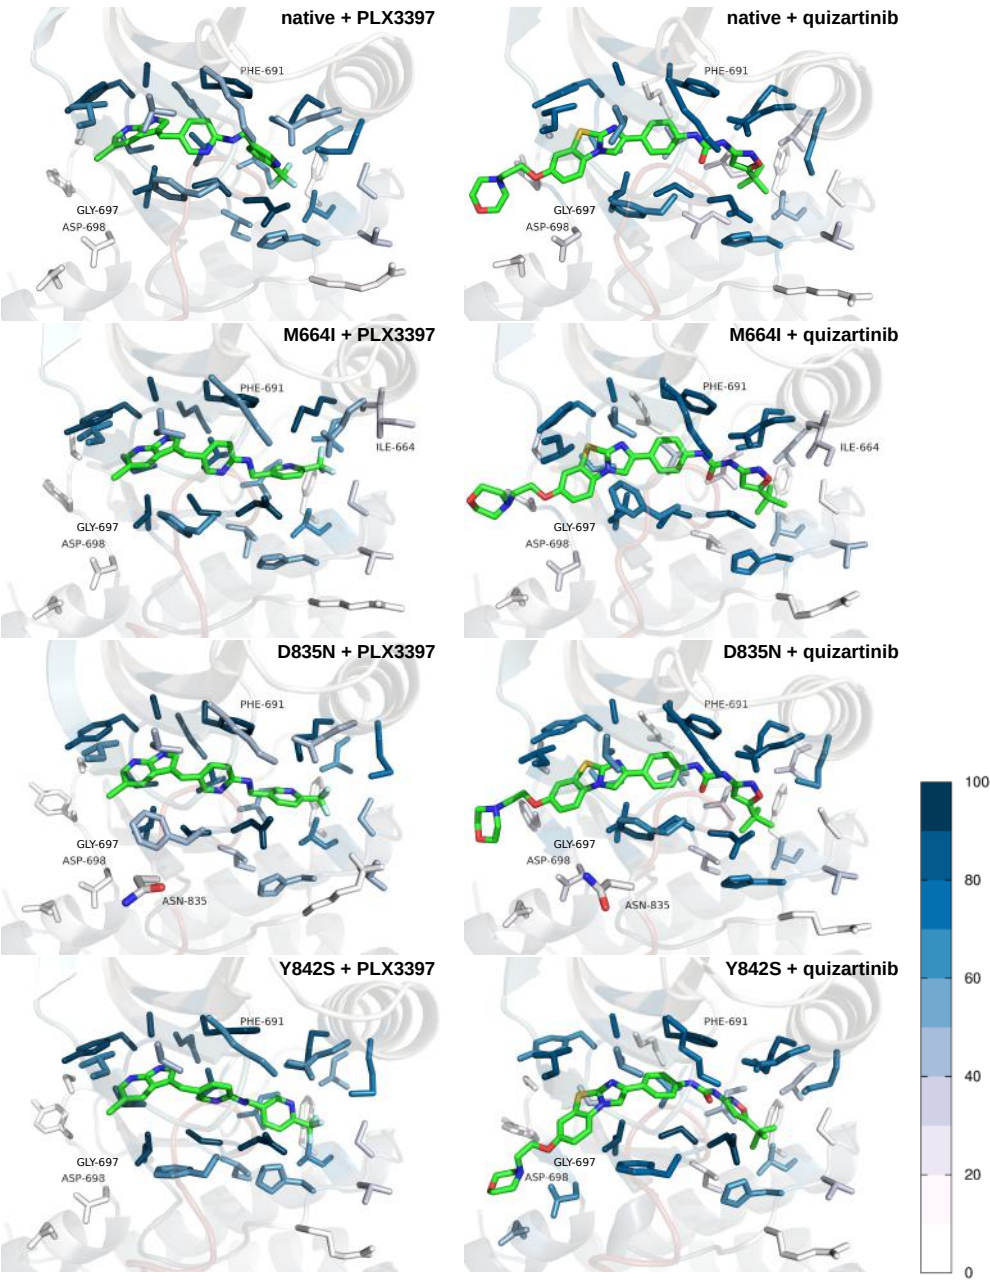 native + PLX3397
native + quizartinib
PHE-691
PHE-691
GLY-697
GLY-697
ASP-698
ASP-698
M664I + PLX3397
M664I + quizartinib
PHE-691
PHE-691
ILE-664
ILE-664
GLY-697
GLY-697
ASP-698
ASP-698
D835N + PLX3397
D835N + quizartinib
PHE-691
PHE-691
100
GLY-697
GLY-697
ASP-698
ASP-698
80
ASN-835
ASN-835
Y842S + PLX3397
Y842S + quizartinib
60
PHE-691
PHE-691
40
GLY-697
GLY-697
ASP-698
ASP-698
20
0